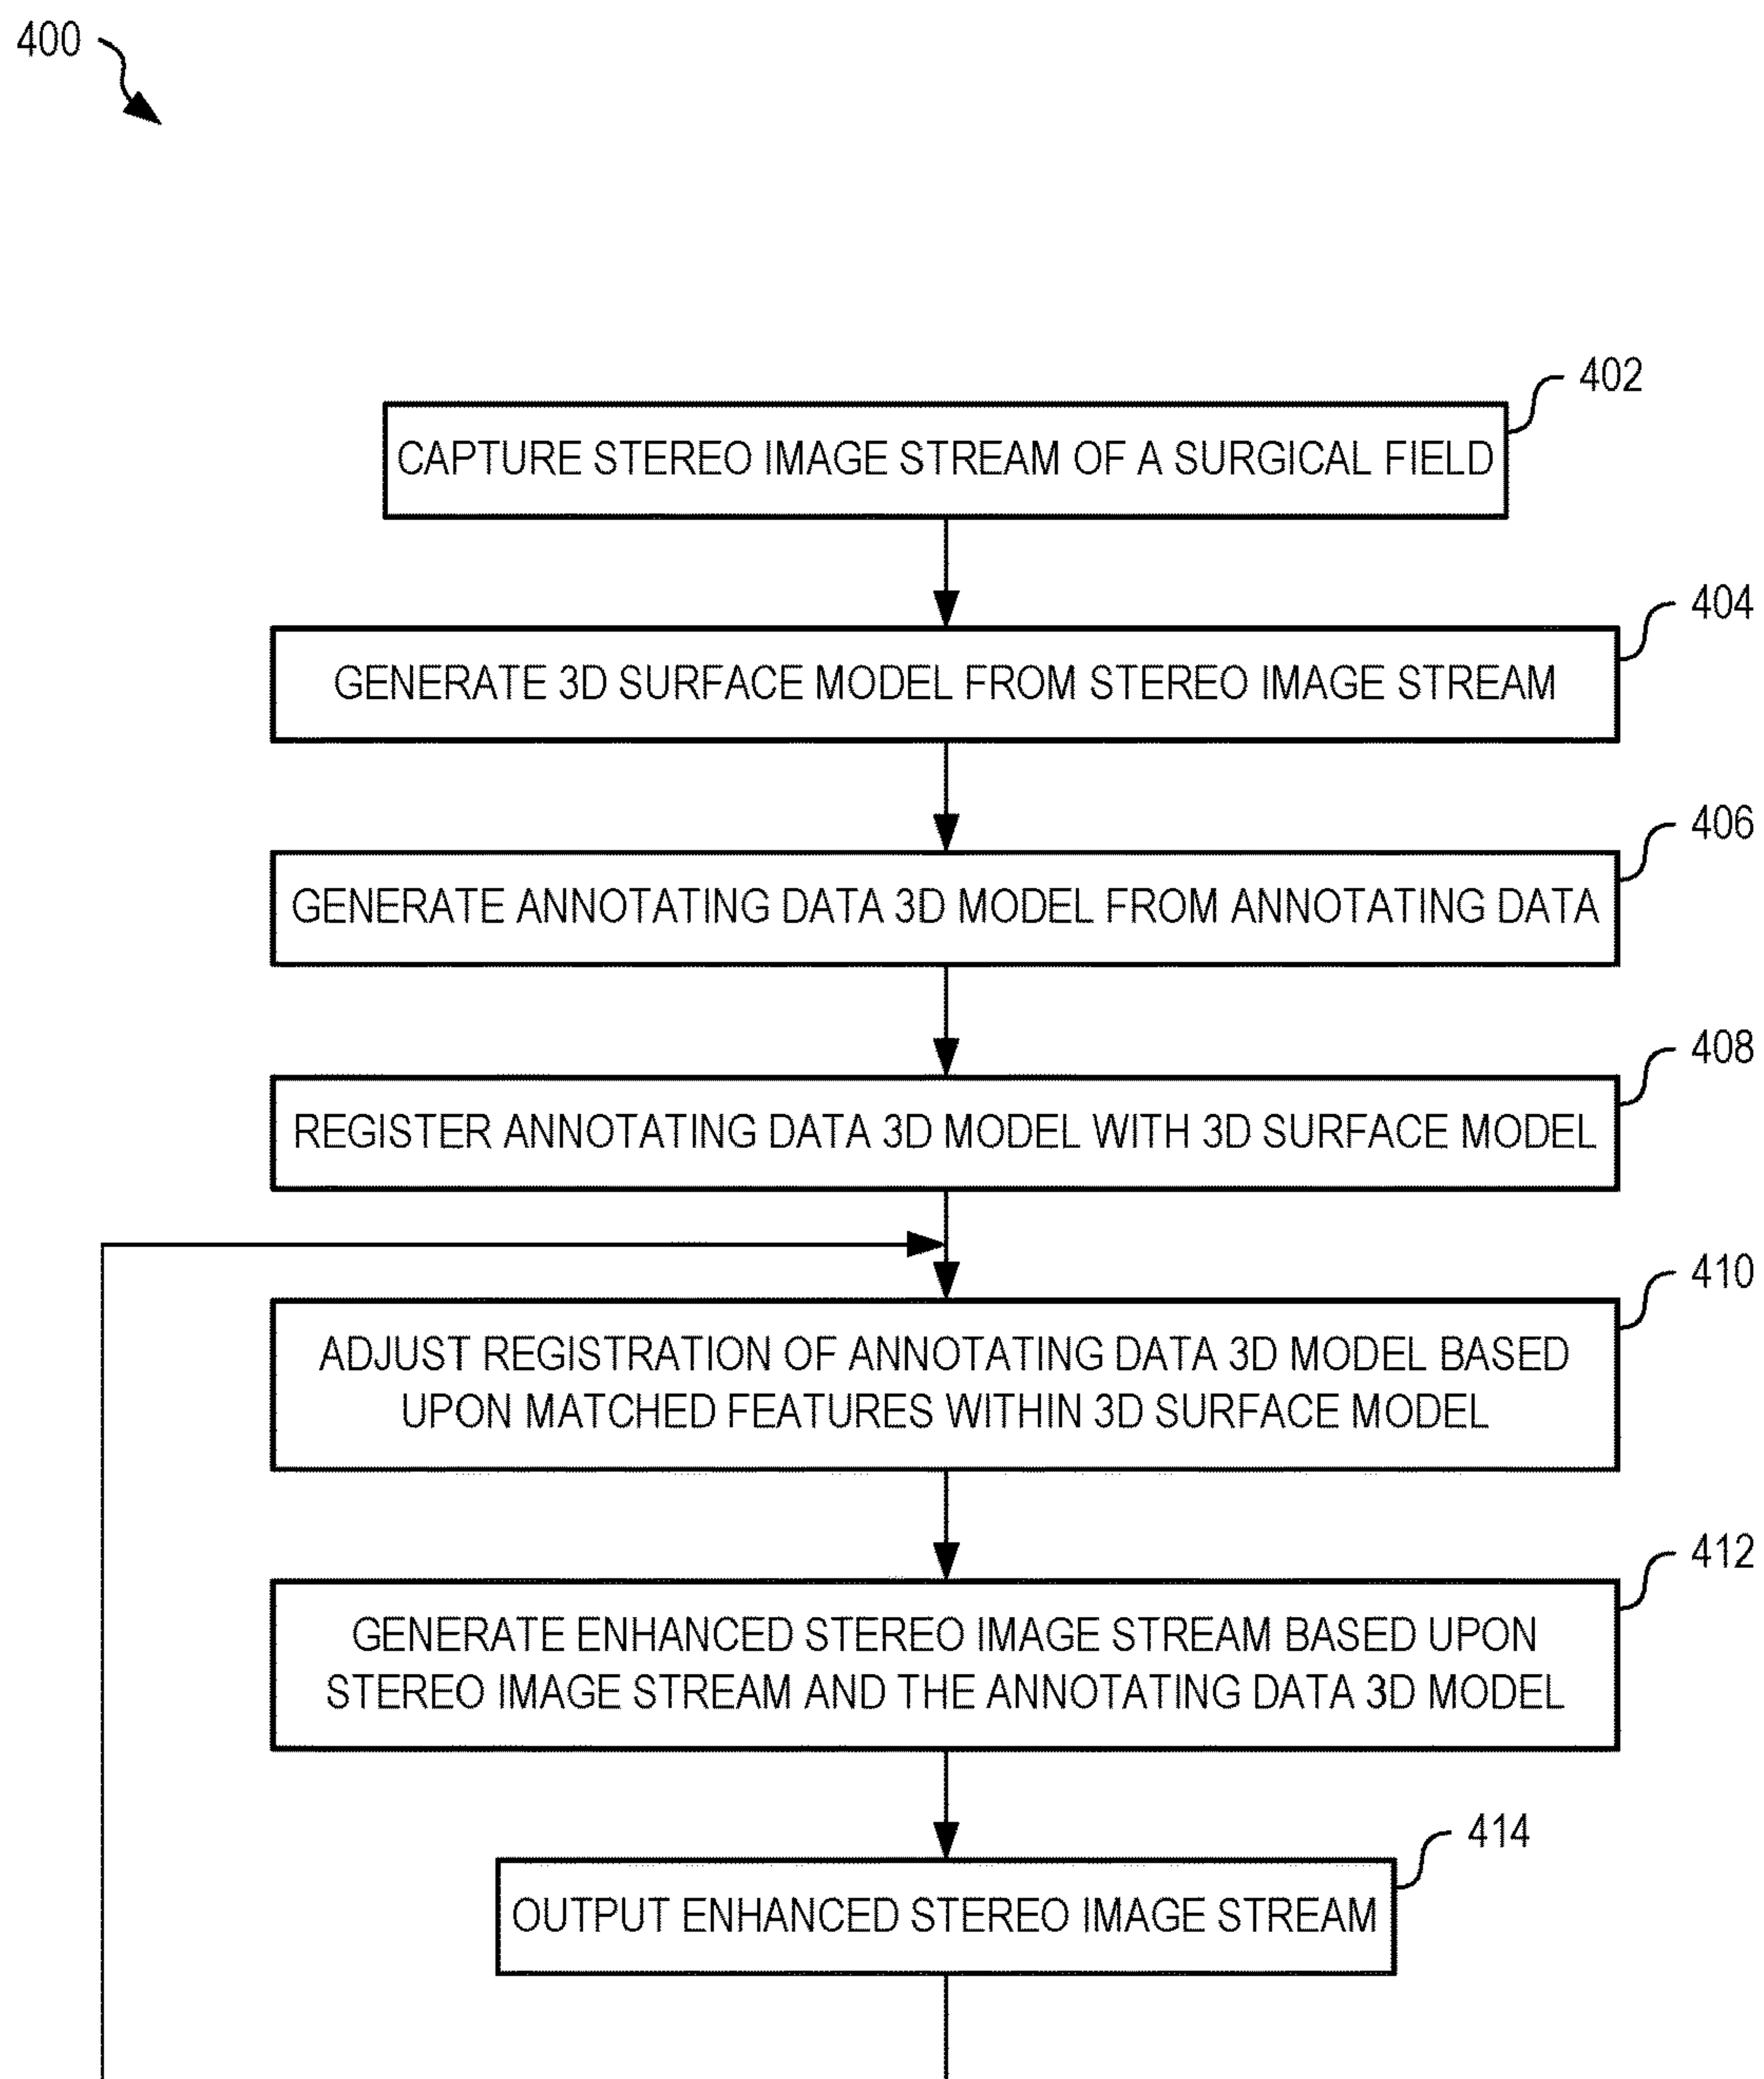 400
402
CAPTURE STEREO IMAGE STREAM OF A SURGICAL FIELD
404
GENERATE 3D SURFACE MODEL FROM STEREO IMAGE STREAM
406
GENERATE ANNOTATING DATA 3D MODEL FROM ANNOTATING DATA
408
REGISTER ANNOTATING DATA 3D MODEL WITH 3D SURFACE MODEL
410
ADJUST REGISTRATION OF ANNOTATING DATA 3D MODEL BASED
UPON MATCHED FEATURES WITHIN 3D SURFACE MODEL
412
GENERATE ENHANCED STEREO IMAGE STREAM BASED UPON
STEREO IMAGE STREAM AND THE ANNOTATING DATA 3D MODEL
414
OUTPUT ENHANCED STEREO IMAGE STREAM